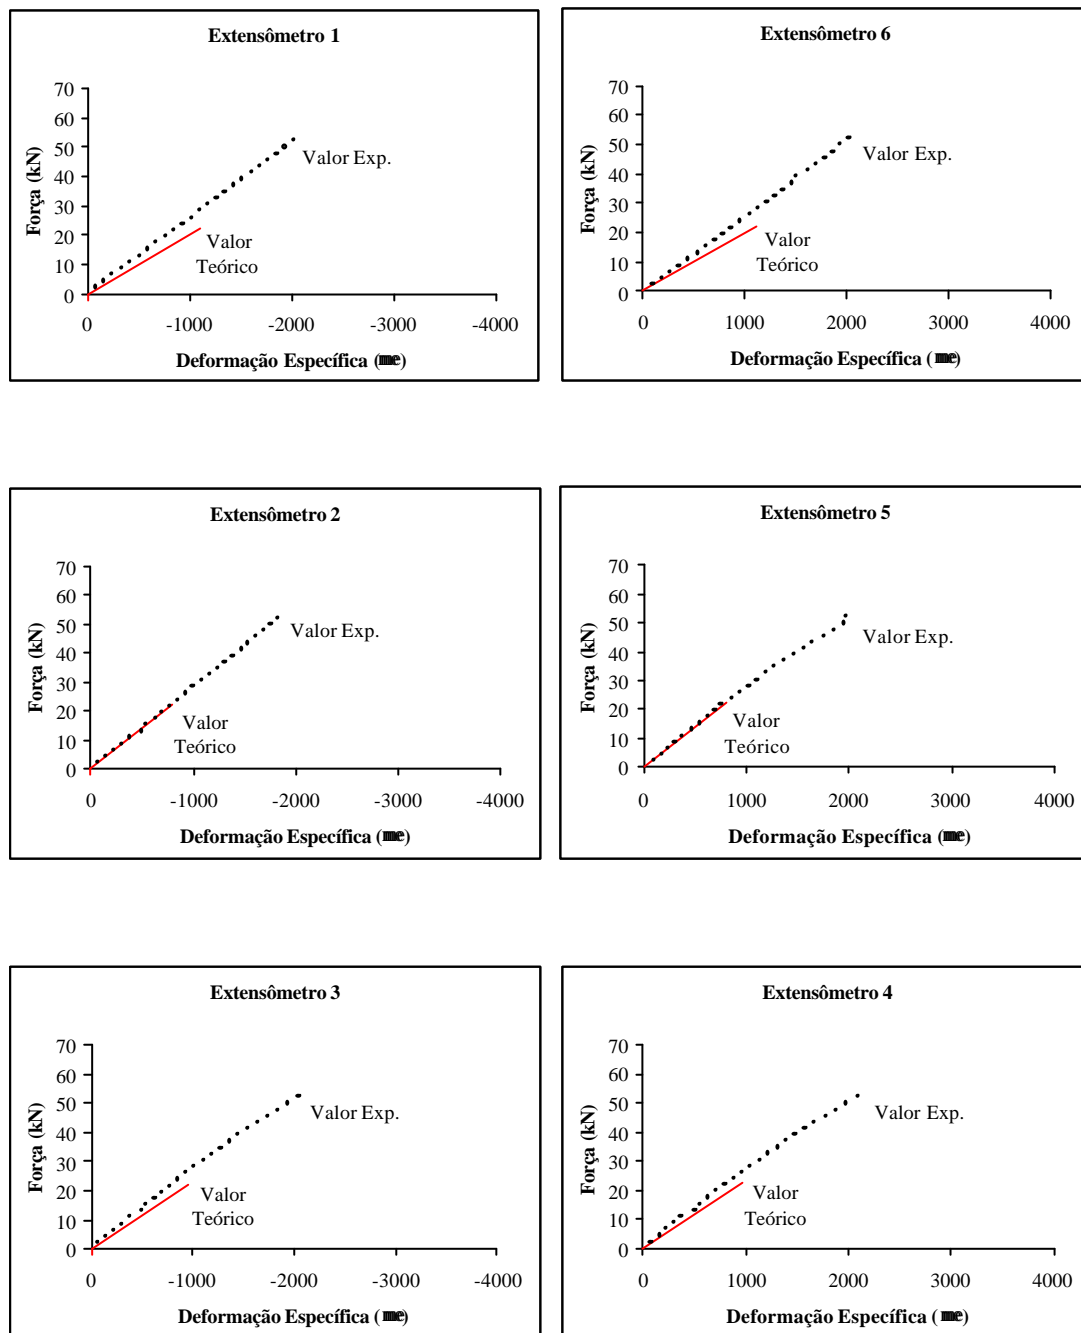 Extensômetro 1
70
60
50
40
30
20
10
0
Força (kN)
Valor Exp.
Valor
Teórico
0 -1000 -2000 -3000 -4000
Deformação Específica (me)
Extensômetro 6
70
60
50
40
30
20
10
0
Força (kN)
Valor Exp.
Valor
Teórico
0 1000 2000 3000 4000
Deformação Específica (me)
Extensômetro 2
70
60
50
40
30
20
10
0
Força (kN)
Valor Exp.
Valor
Teórico
0 -1000 -2000 -3000 -4000
Deformação Específica (me)
Extensômetro 5
70
60
50
40
30
20
10
0
Força (kN)
Valor Exp.
Valor
Teórico
0 1000 2000 3000 4000
Deformação Específica (me)
Extensômetro 3
70
60
50
40
30
20
10
0
Força (kN)
Valor Exp.
Valor
Teórico
0 -1000 -2000 -3000 -4000
Deformação Específica (me)
Extensômetro 4
70
60
50
40
30
20
10
0
Força (kN)
Valor Exp.
Valor
Teórico
0 1000 2000 3000 4000
Deformação Específica (me)